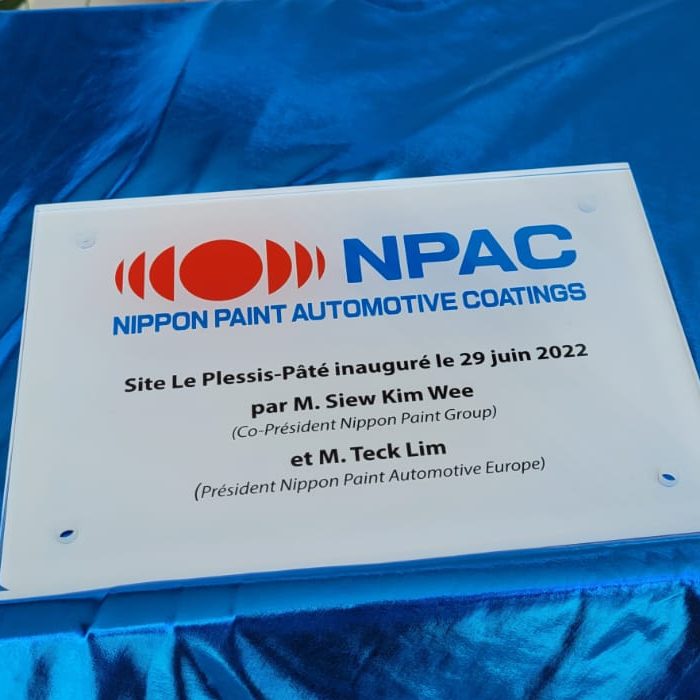 NPAC
NIPPON PAINT AUTOMOTIVE COATINGS
Site Le Plessis-Pâté inauguré le 29 juin 2022
par M. Siew Kim Wee
(Co-Président Nippon Paint Group)
et M. Teck Lim
(Président Nippon Paint Automotive Europe)